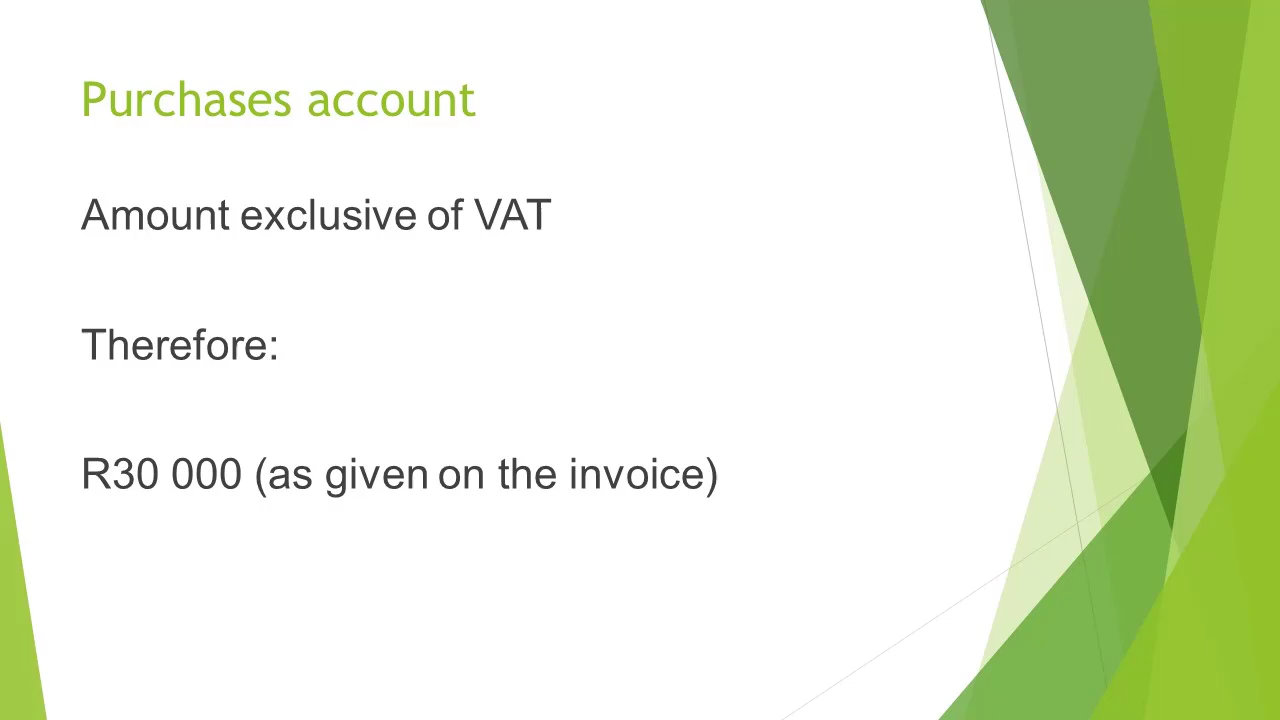 Purchases account
Amount exclusive of VAT
Therefore:
R30 000 (as given on the invoice)